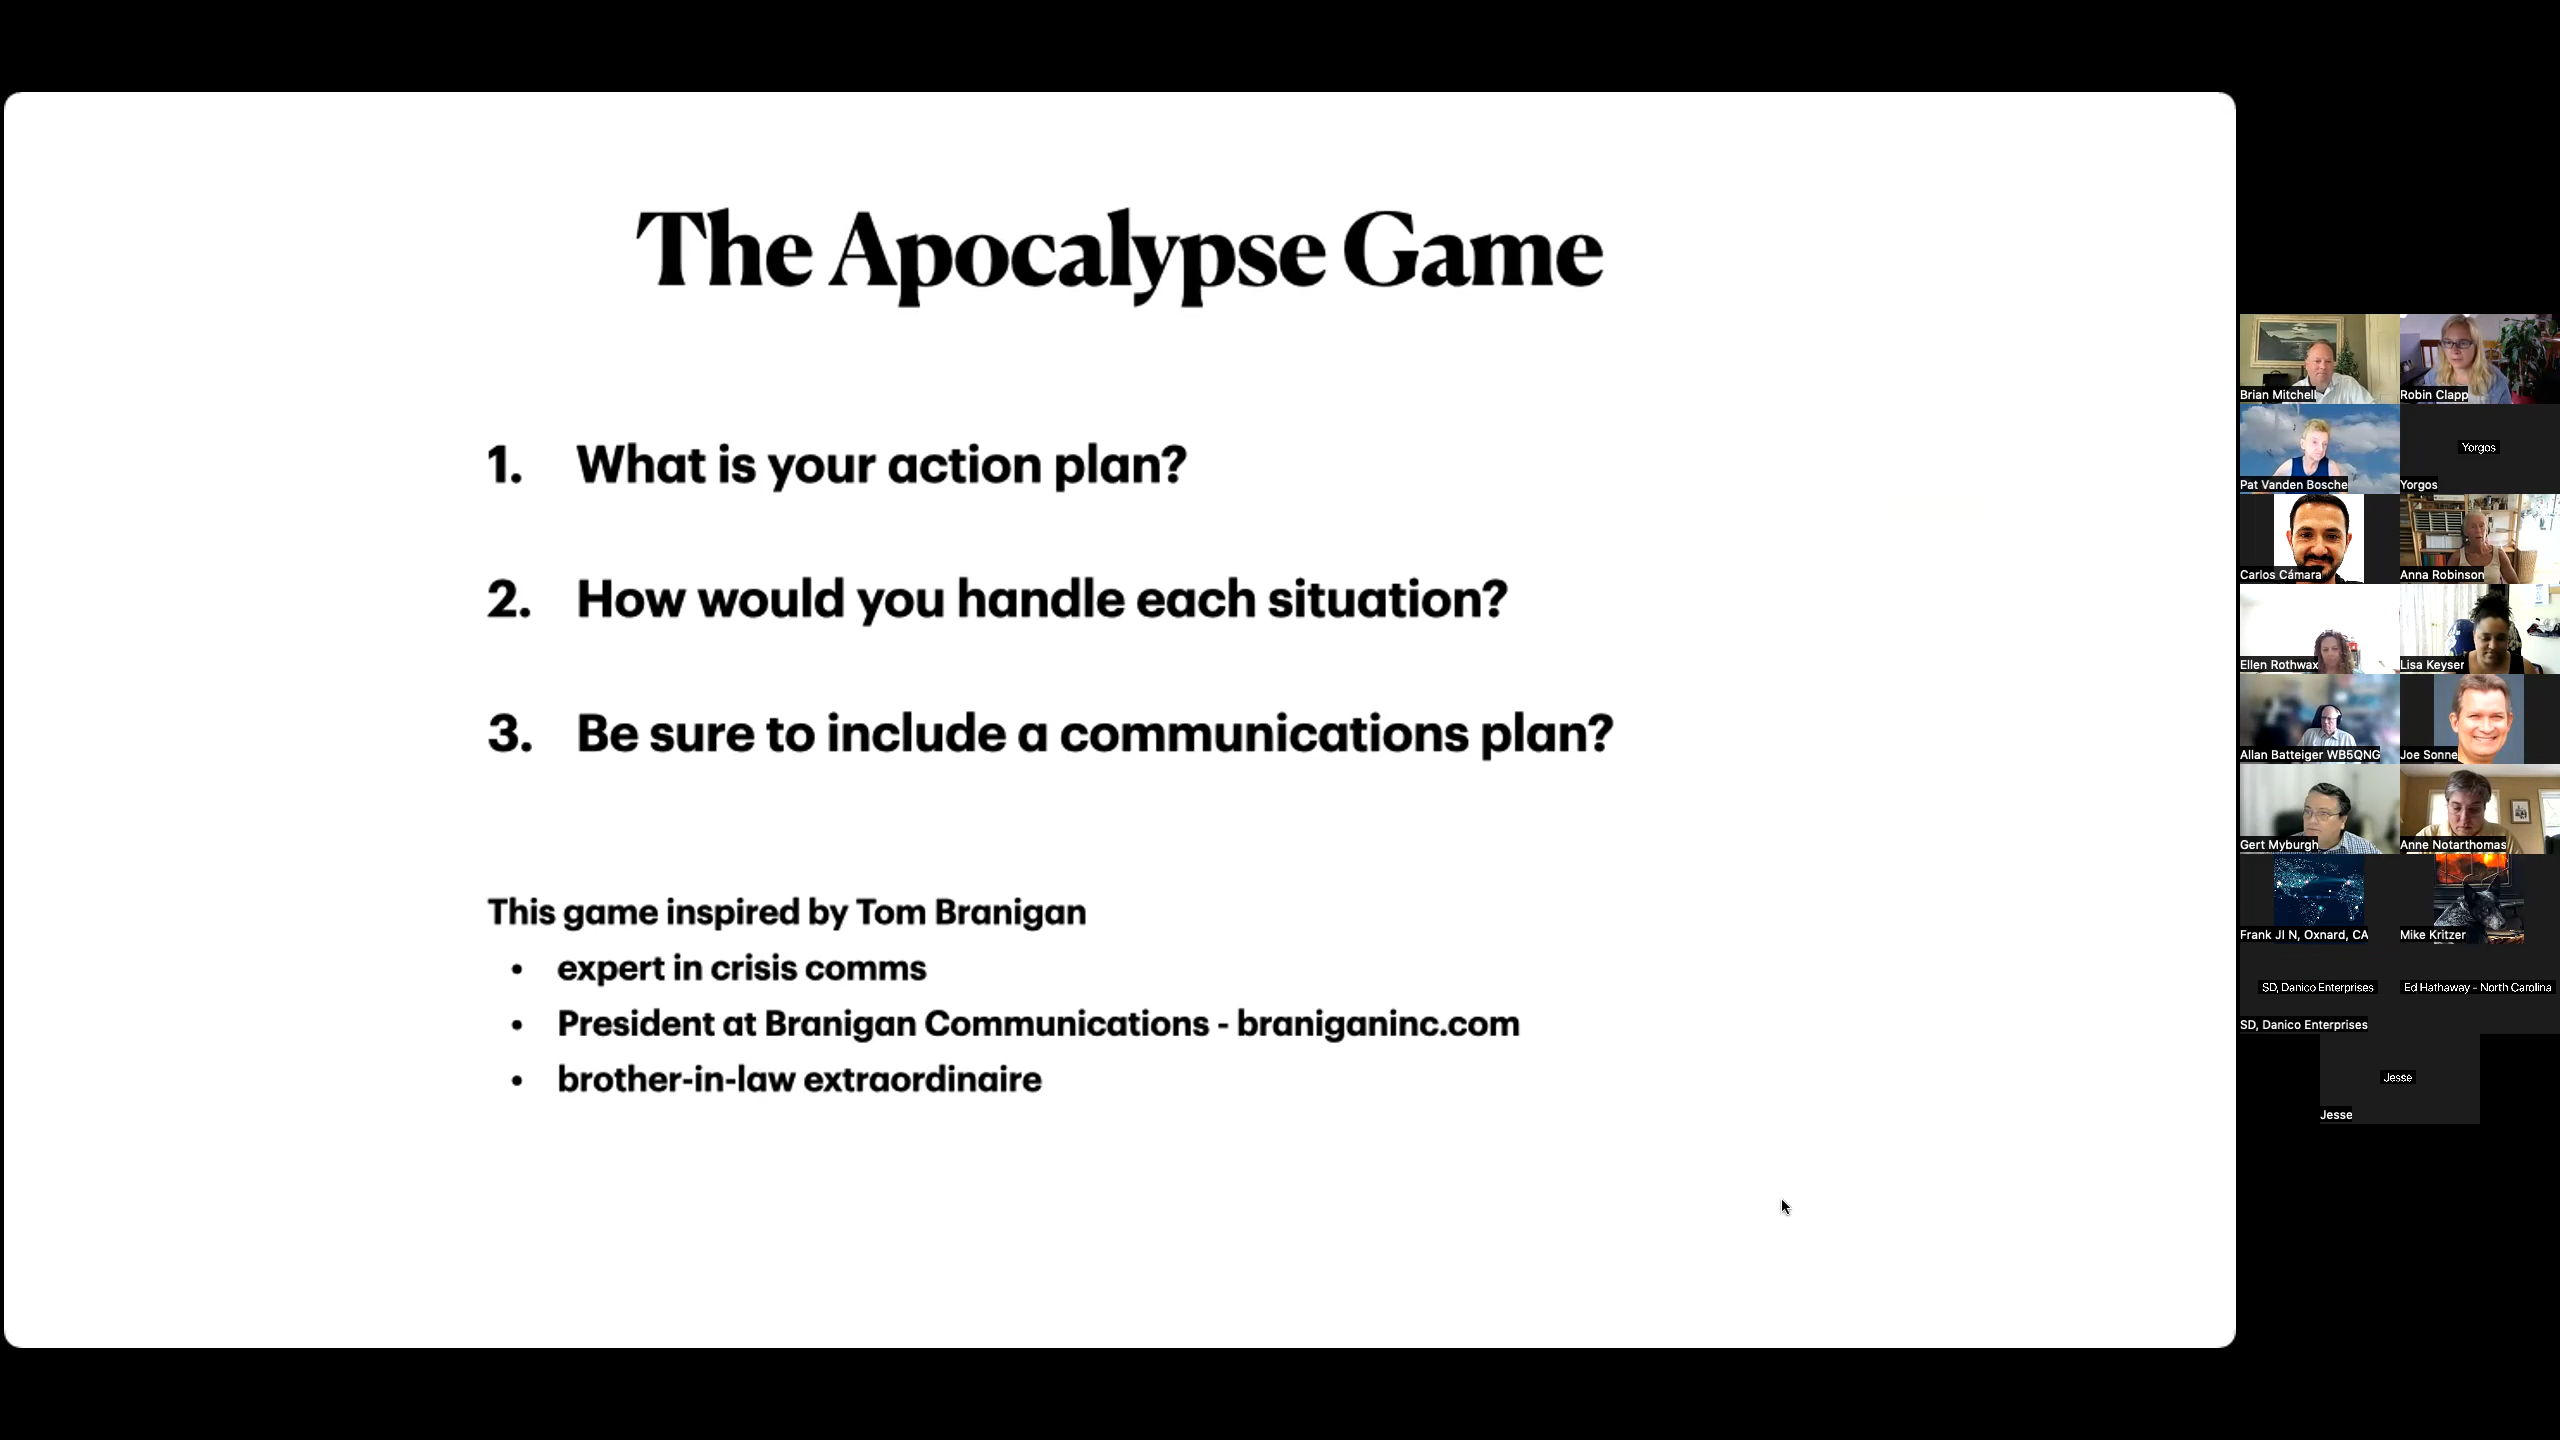 The Apocalypse Game
1. What is your action plan?
2. How would you handle each situation?
3. Be sure to include a communications plan?
This game inspired by Tom Branigan
• expert in crisis comms
• President at Branigan Communications - braniganinc.com
• brother-in-law extraordinaire
Brian Mitchell
Robin Clapp
Pat Vanden Bosche
Yorgos
Yorgos
Carlos Cámara
Anna Robinson
Ellen Rothwax
Lisa Keyser
Allan Batteiger WB5QNG
Joe Sonne
Gert Myburgh
Anne Notarthomas
Frank JI N, Oxnard, CA
Mike Kritzer
SD, Danico Enterprises
Ed Hathaway - North Carolina
SD, Danico Enterprises
Jesse
Jesse